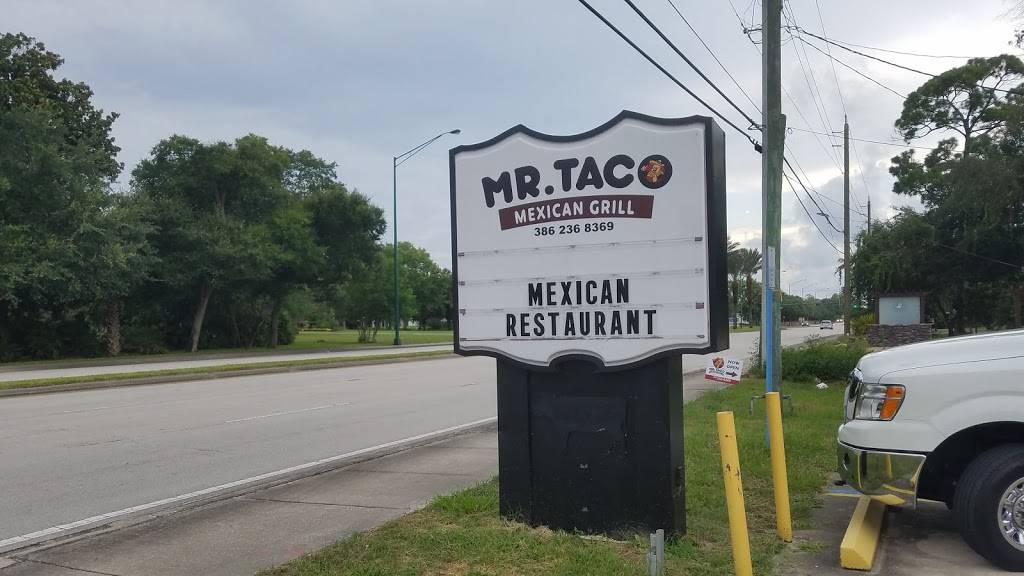 MR. TACO
MEXICAN GRILL
386 236 8369
MEXICAN
RESTAURANT
NOW
OPEN